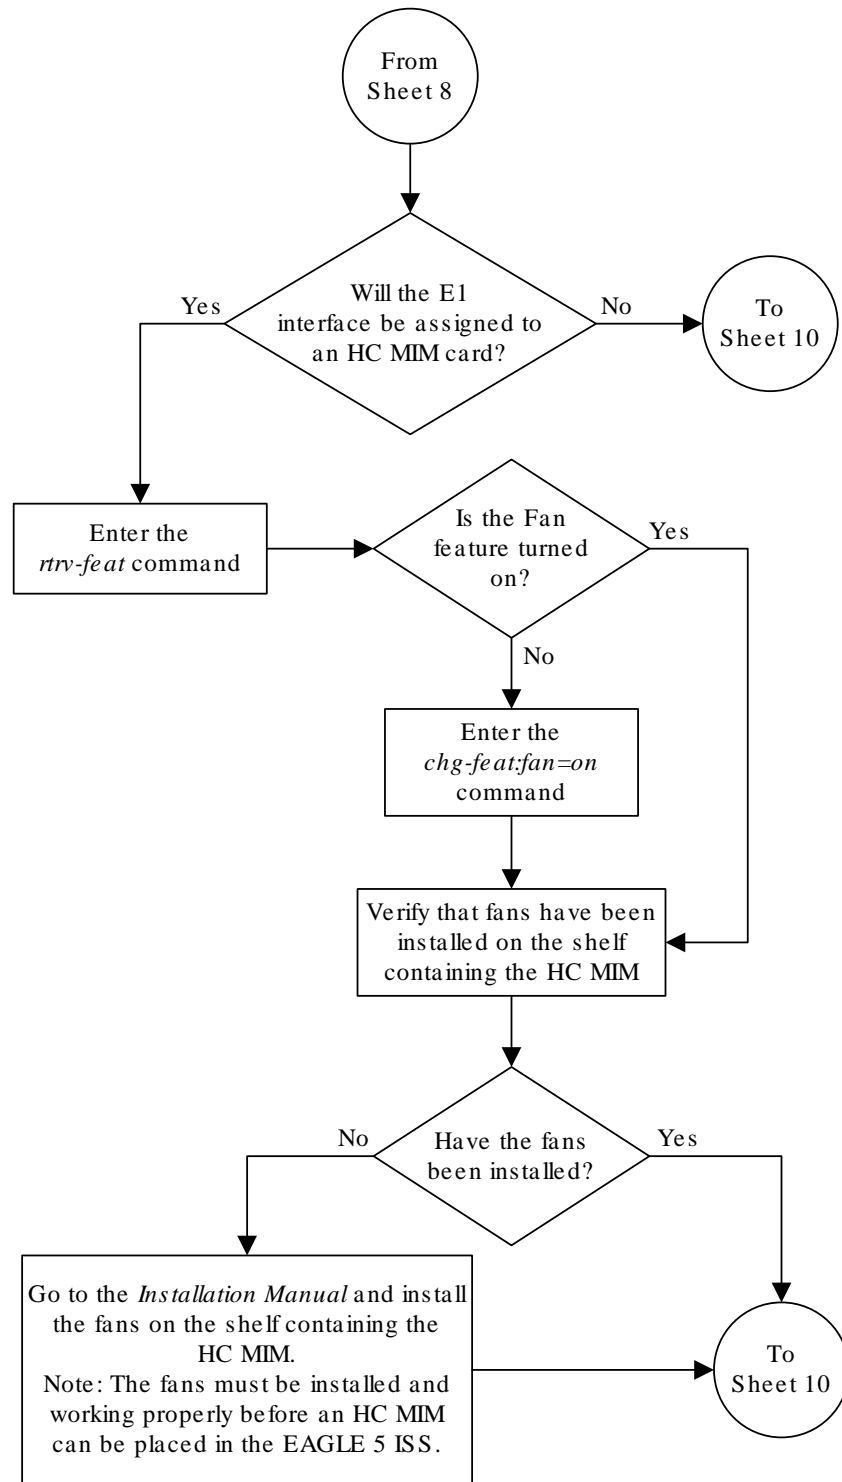 From
Sheet 8
Will the E1
interface be assigned to
an HC MIM card?
Yes
No
To
Sheet 10
Enter the
rtrv-feat command
Is the Fan
feature turned
on?
Yes
No
Enter the
chg-feat:fan=on
command
Verify that fans have been
installed on the shelf
containing the HC MIM
Have the fans
been installed?
No
Yes
Go to the Installation Manual and install
the fans on the shelf containing the
HC MIM.
Note: The fans must be installed and
working properly before an HC MIM
can be placed in the EAGLE 5 ISS.
To
Sheet 10